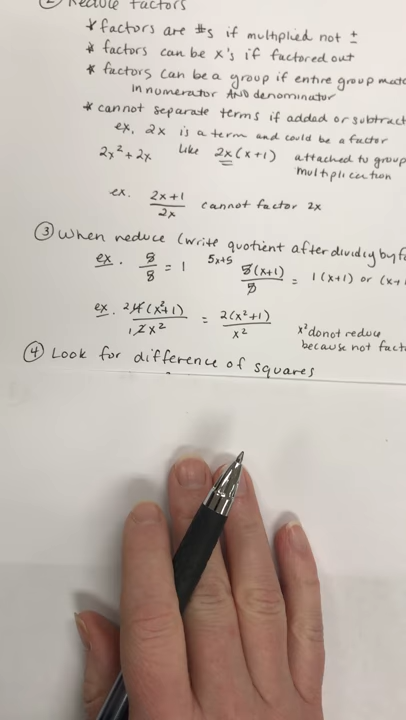 ② Reduce factors
* factors are #s if multiplied not ±
* factors can be x's if factored out
* factors can be a group if entire group
in numerator AND denominator
* cannot separate terms if added or subtract
ex, 2x is a term and could be a factor
2x²+2x like 2x(x+1) attached to group
multiplication
ex. 2x+1/2x cannot factor 2x
③ When reduce (write quotient after dividing by
ex. 8/8 = 1 5x+5 5(x+1)/5 = 1(x+1) or (x+
ex. 24(x²+1)/12x² = 2(x²+1)/x² x² do not reduce
because not
④ Look for difference of squares